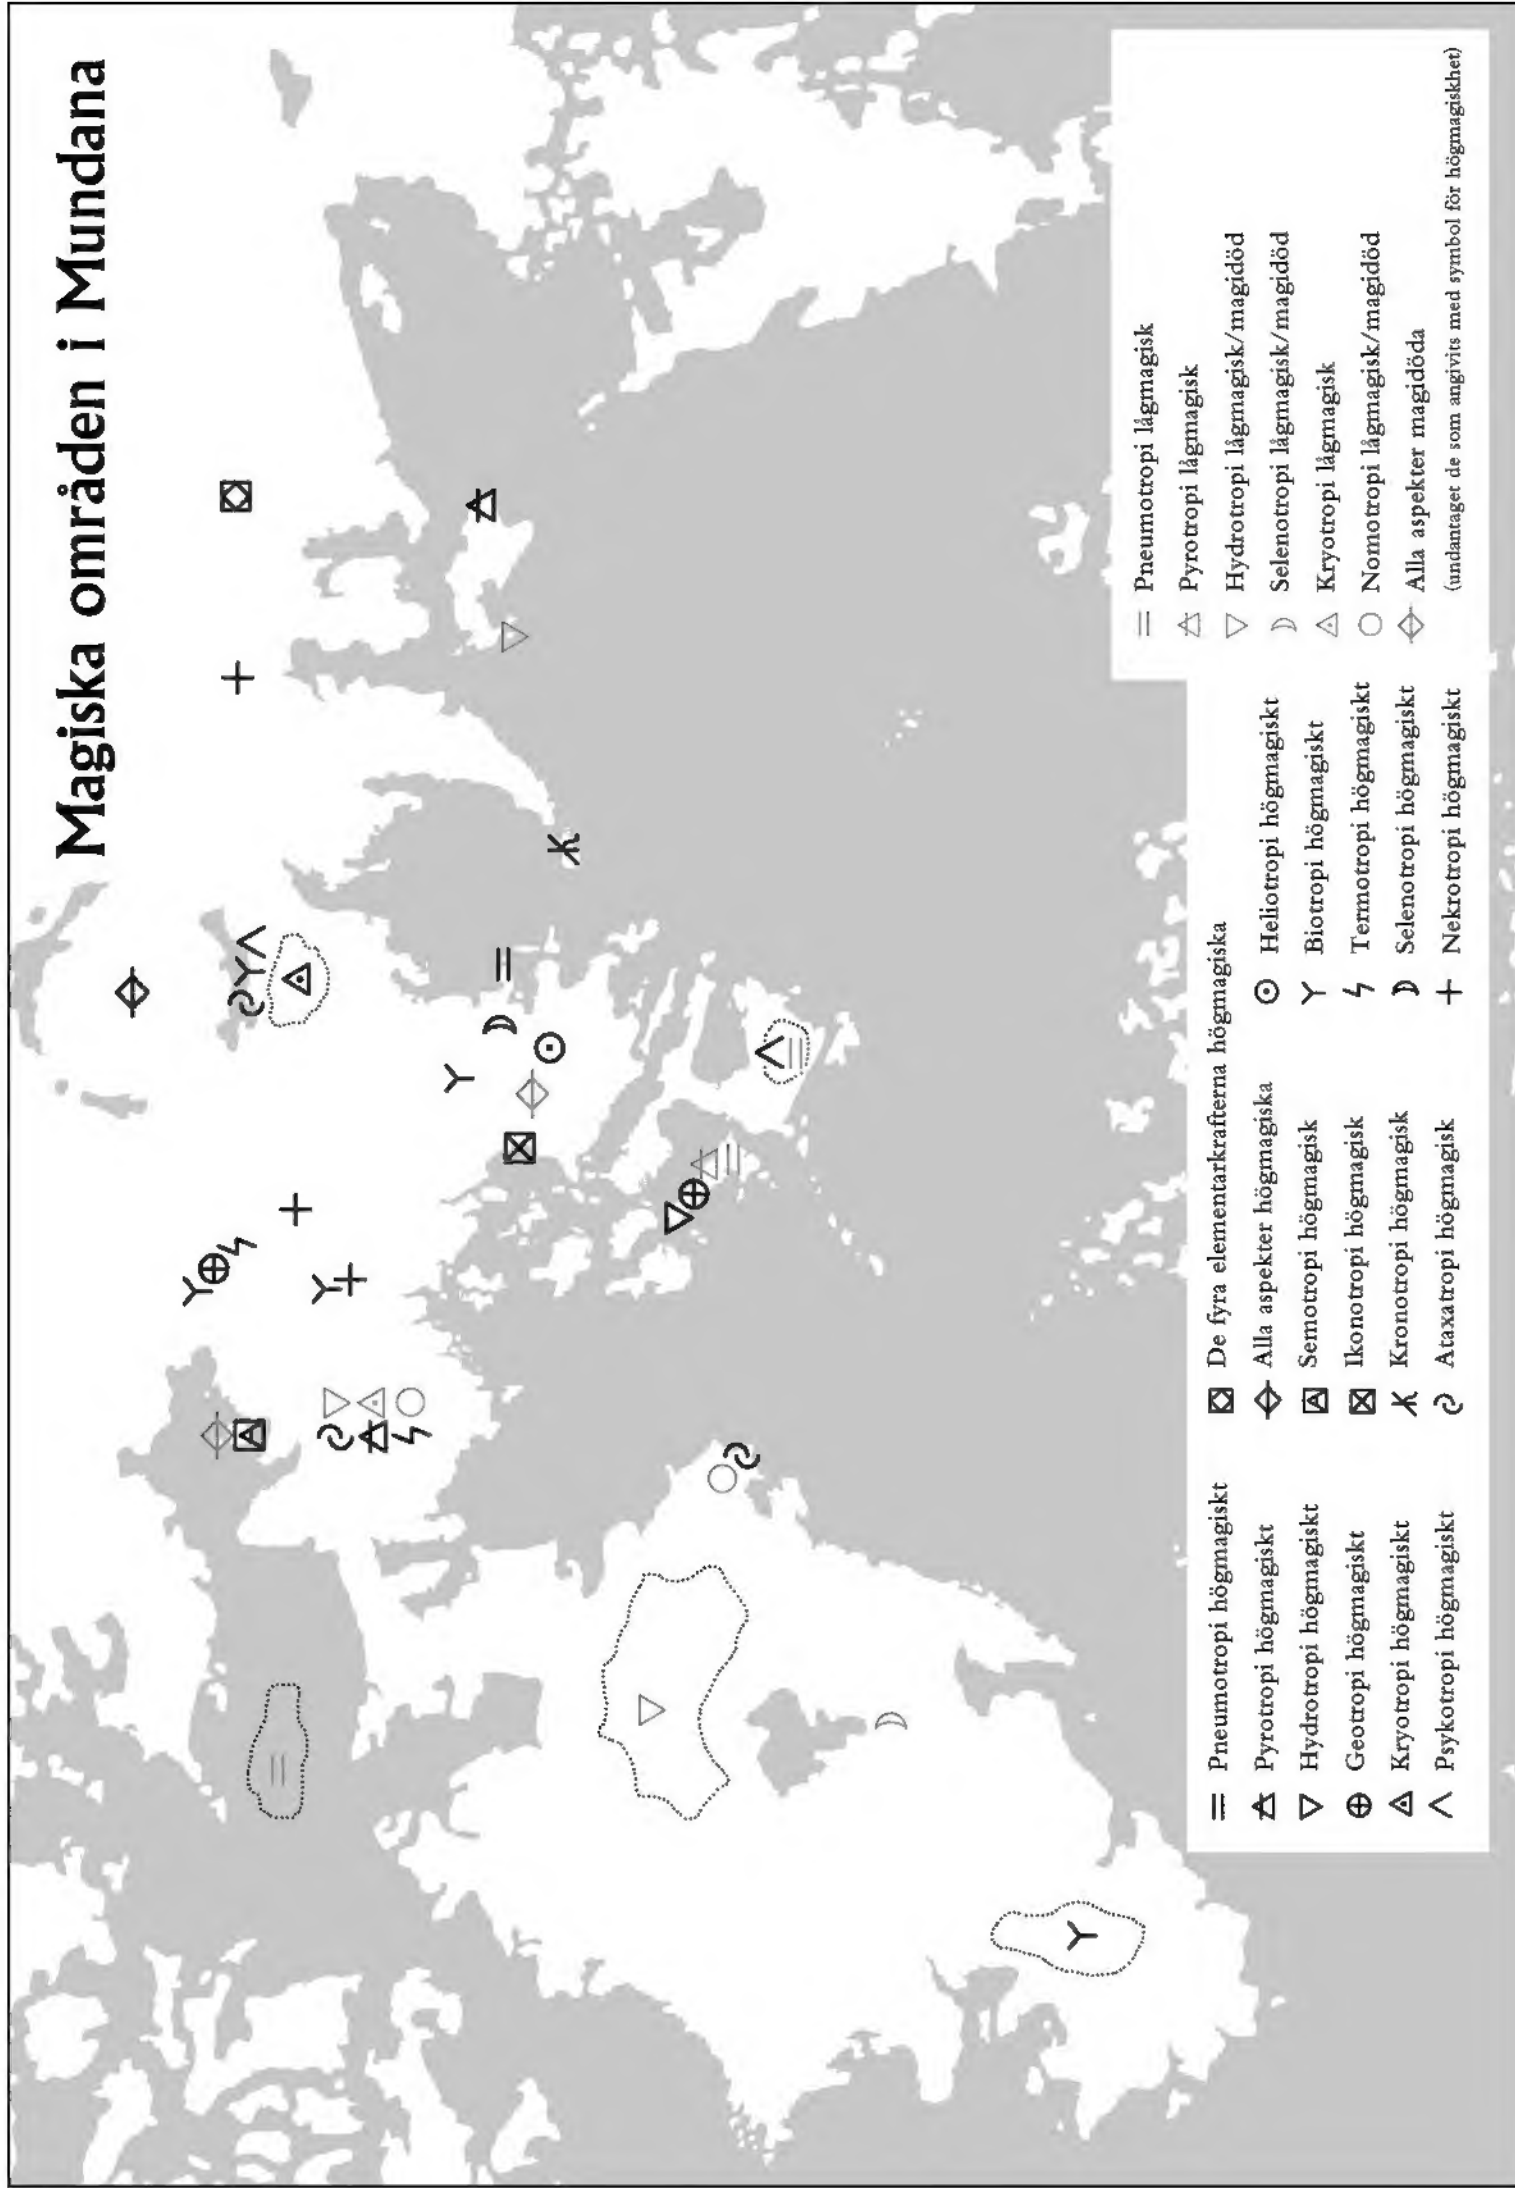 Magiska områden i Mundana
Pneumotropi högmagiskt
Pyrotropi högmagiskt
Hydrotropi högmagiskt
Geotropi högmagiskt
Kryotropi högmagiskt
Psykotropi högmagiskt
De fyra elementarkrafterna högmagiska
Alla aspekter högmagiska
Semotropi högmagisk
Ikonotropi högmagisk
Kronotropi högmagisk
Ataxatropi högmagisk
Heliotropi högmagiskt
Biotropi högmagiskt
Termotropi högmagiskt
Selenotropi högmagiskt
Nekrotropi högmagiskt
Pneumotropi lågmagisk
Pyrotropi lågmagisk
Hydrotropi lågmagisk/magidöd
Selenotropi lågmagisk/magidöd
Kryotropi lågmagisk
Nomotropi lågmagisk/magidöd
Alla aspekter magidöda
(undantaget de som angivits med symbol för högmagiskhet)